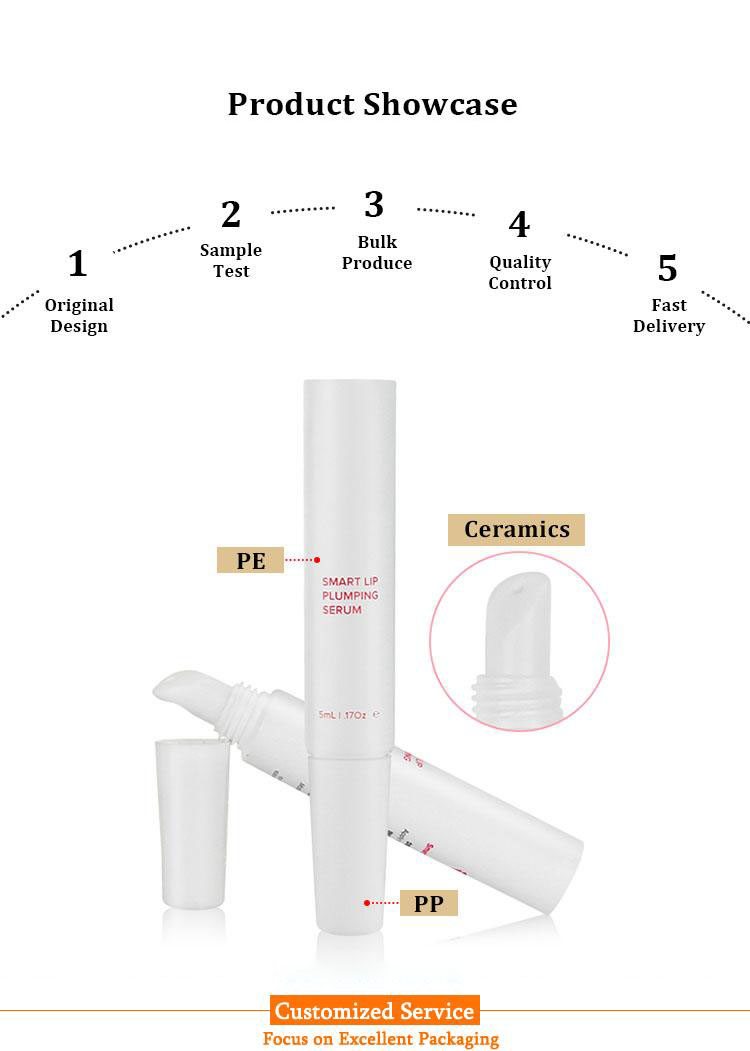 Product Showcase
1
Original
Design
2
Sample
Test
3
Bulk
Produce
4
Quality
Control
5
Fast
Delivery
Ceramics
PE
SMART LIP
PLUMPING
SERUM
5mL I .17Oz ℮
PP
Customized Service
Focus on Excellent Packaging